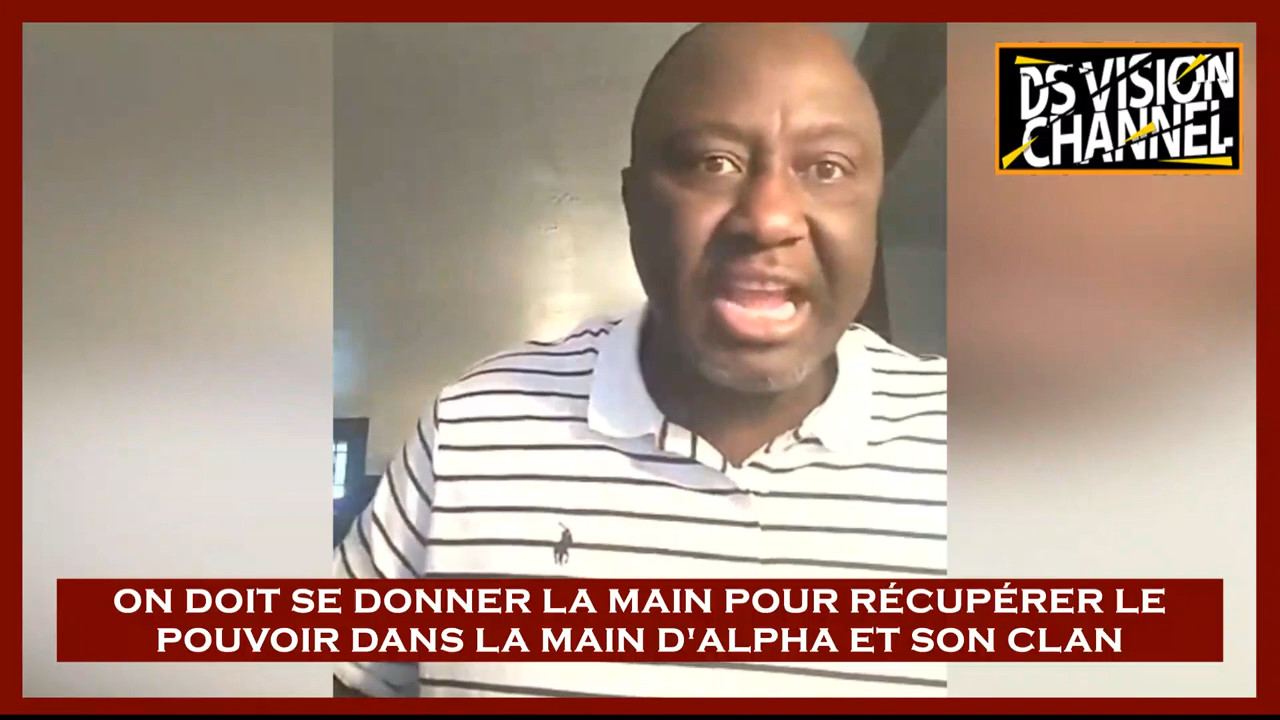 DS VISION
CHANNEL
ON DOIT SE DONNER LA MAIN POUR RÉCUPÉRER LE
POUVOIR DANS LA MAIN D'ALPHA ET SON CLAN